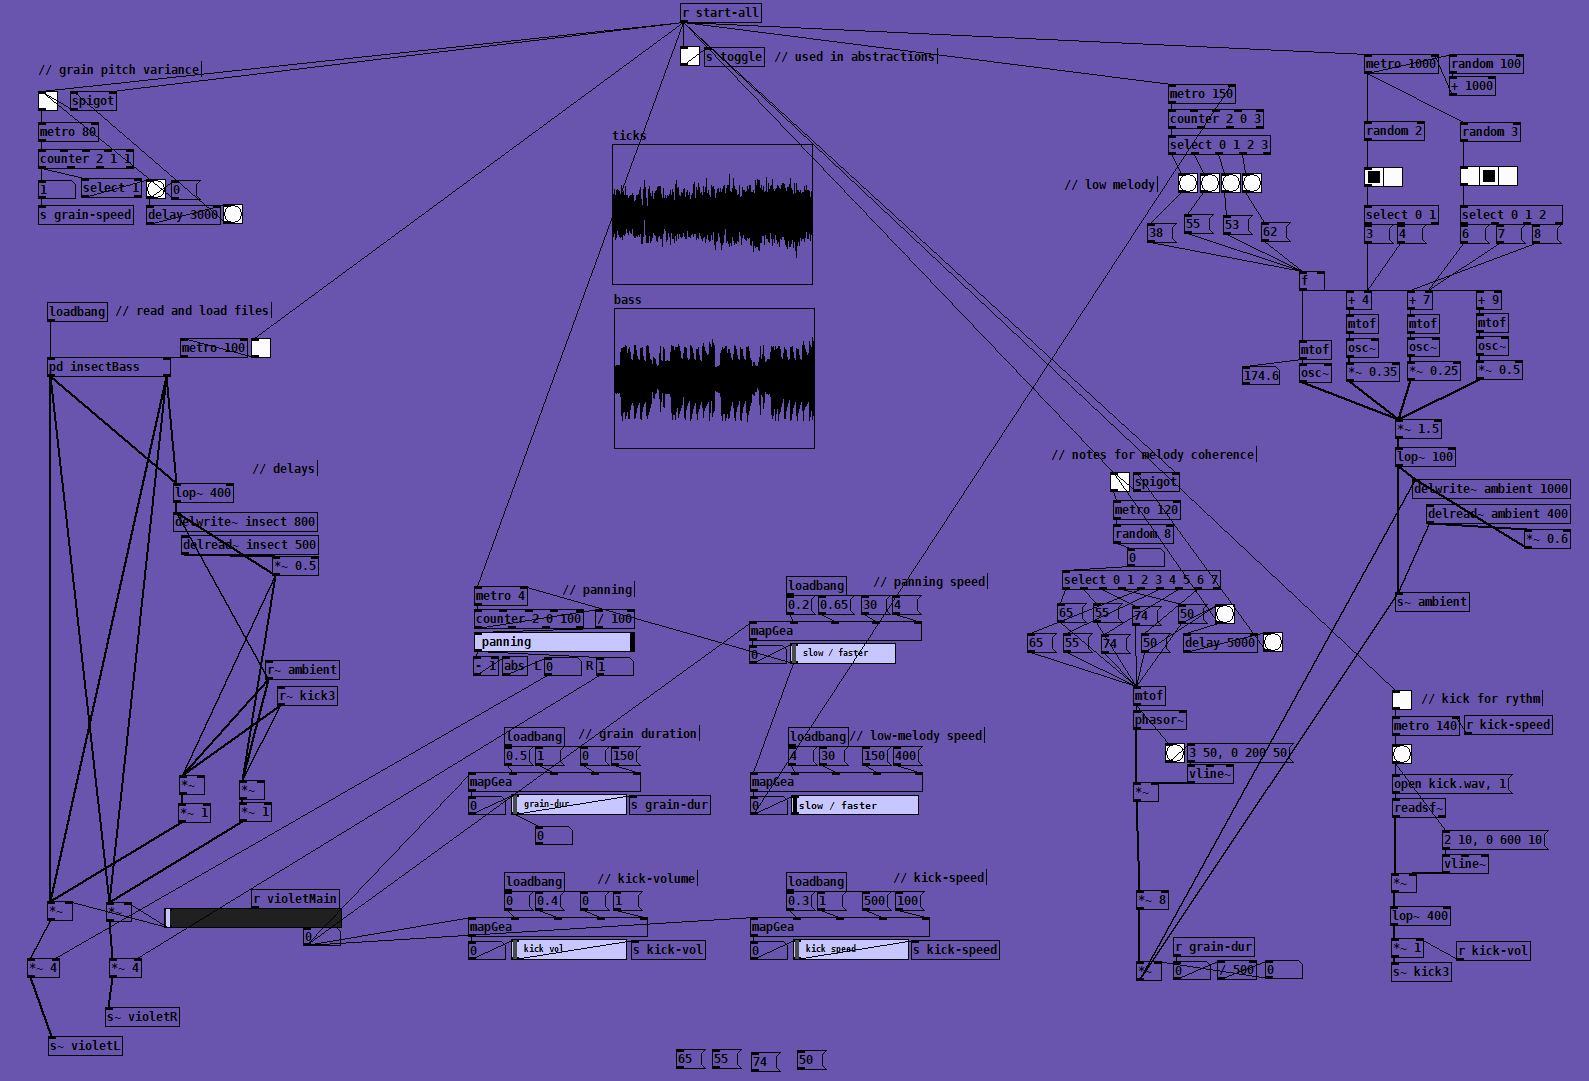 r start-all
s toggle
// used in abstractions
// grain pitch variance
spigot
metro 80
counter 2 1 1
1
select 1
0
s grain-speed
delay 3000
loadbang
// read and load files
metro 100
pd insectBass
// delays
lop~ 400
delwrite~ insect 800
delread~ insect 500
*~ 0.5
r~ ambient
r~ kick3
*~
*~
*~ 1
*~ 1
r violetMain
*~
*~
0
*~ 4
*~ 4
s~ violetR
s~ violetL
ticks
bass
metro 4
// panning
counter 2 0 100
/ 100
panning
- 1
abs
L
0
R
1
loadbang
// panning speed
0.2
0.65
30
4
mapGea
0
slow / faster
loadbang
// grain duration
0.5
1
0
150
mapGea
0
grain-dur
s grain-dur
0
loadbang
// low-melody speed
4
30
150
400
mapGea
0
slow / faster
loadbang
// kick-volume
0
0.4
0
1
mapGea
0
kick vol
s kick-vol
loadbang
// kick-speed
0.3
1
500
100
mapGea
0
kick speed
s kick-speed
65
55
74
50
metro 150
counter 2 0 3
select 0 1 2 3
// low melody
38
55
53
62
metro 1000
random 100
+ 1000
random 2
random 3
select 0 1
select 0 1 2
3
4
6
7
8
f
+ 4
+ 7
+ 9
mtof
mtof
mtof
mtof
osc~
osc~
osc~
174.6
osc~
*~ 0.35
*~ 0.25
*~ 0.5
*~ 1.5
lop~ 100
delwrite~ ambient 1000
delread~ ambient 400
*~ 0.6
s~ ambient
// notes for melody coherence
spigot
metro 120
random 8
0
select 0 1 2 3 4 5 6 7
65
55
74
50
65
55
74
50
delay 5000
mtof
phasor~
3 50, 0 200 50
vline~
*~
*~ 8
r grain-dur
*~
0
/ 500
0
// kick for rythm
metro 140
r kick-speed
open kick.wav, 1
readsf~
2 10, 0 600 10
vline~
*~
lop~ 400
*~ 1
r kick-vol
s~ kick3